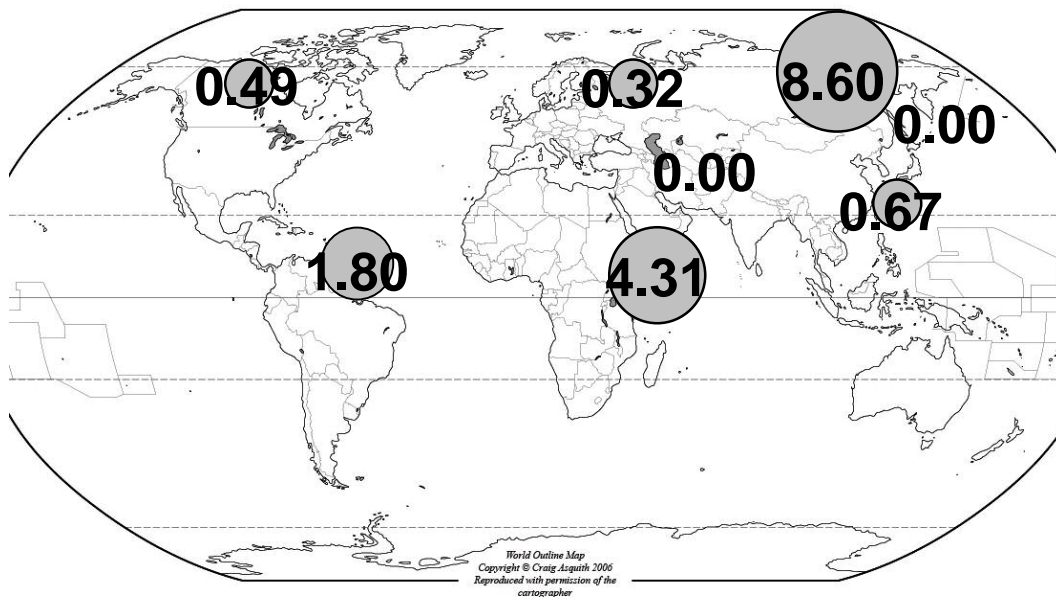 0.49
0.32
8.60
0.00
0.00
0.67
1.80
4.31
World Outline Map
Copyright © Craig Asquith 2006
Reproduced with permission of the
cartographer